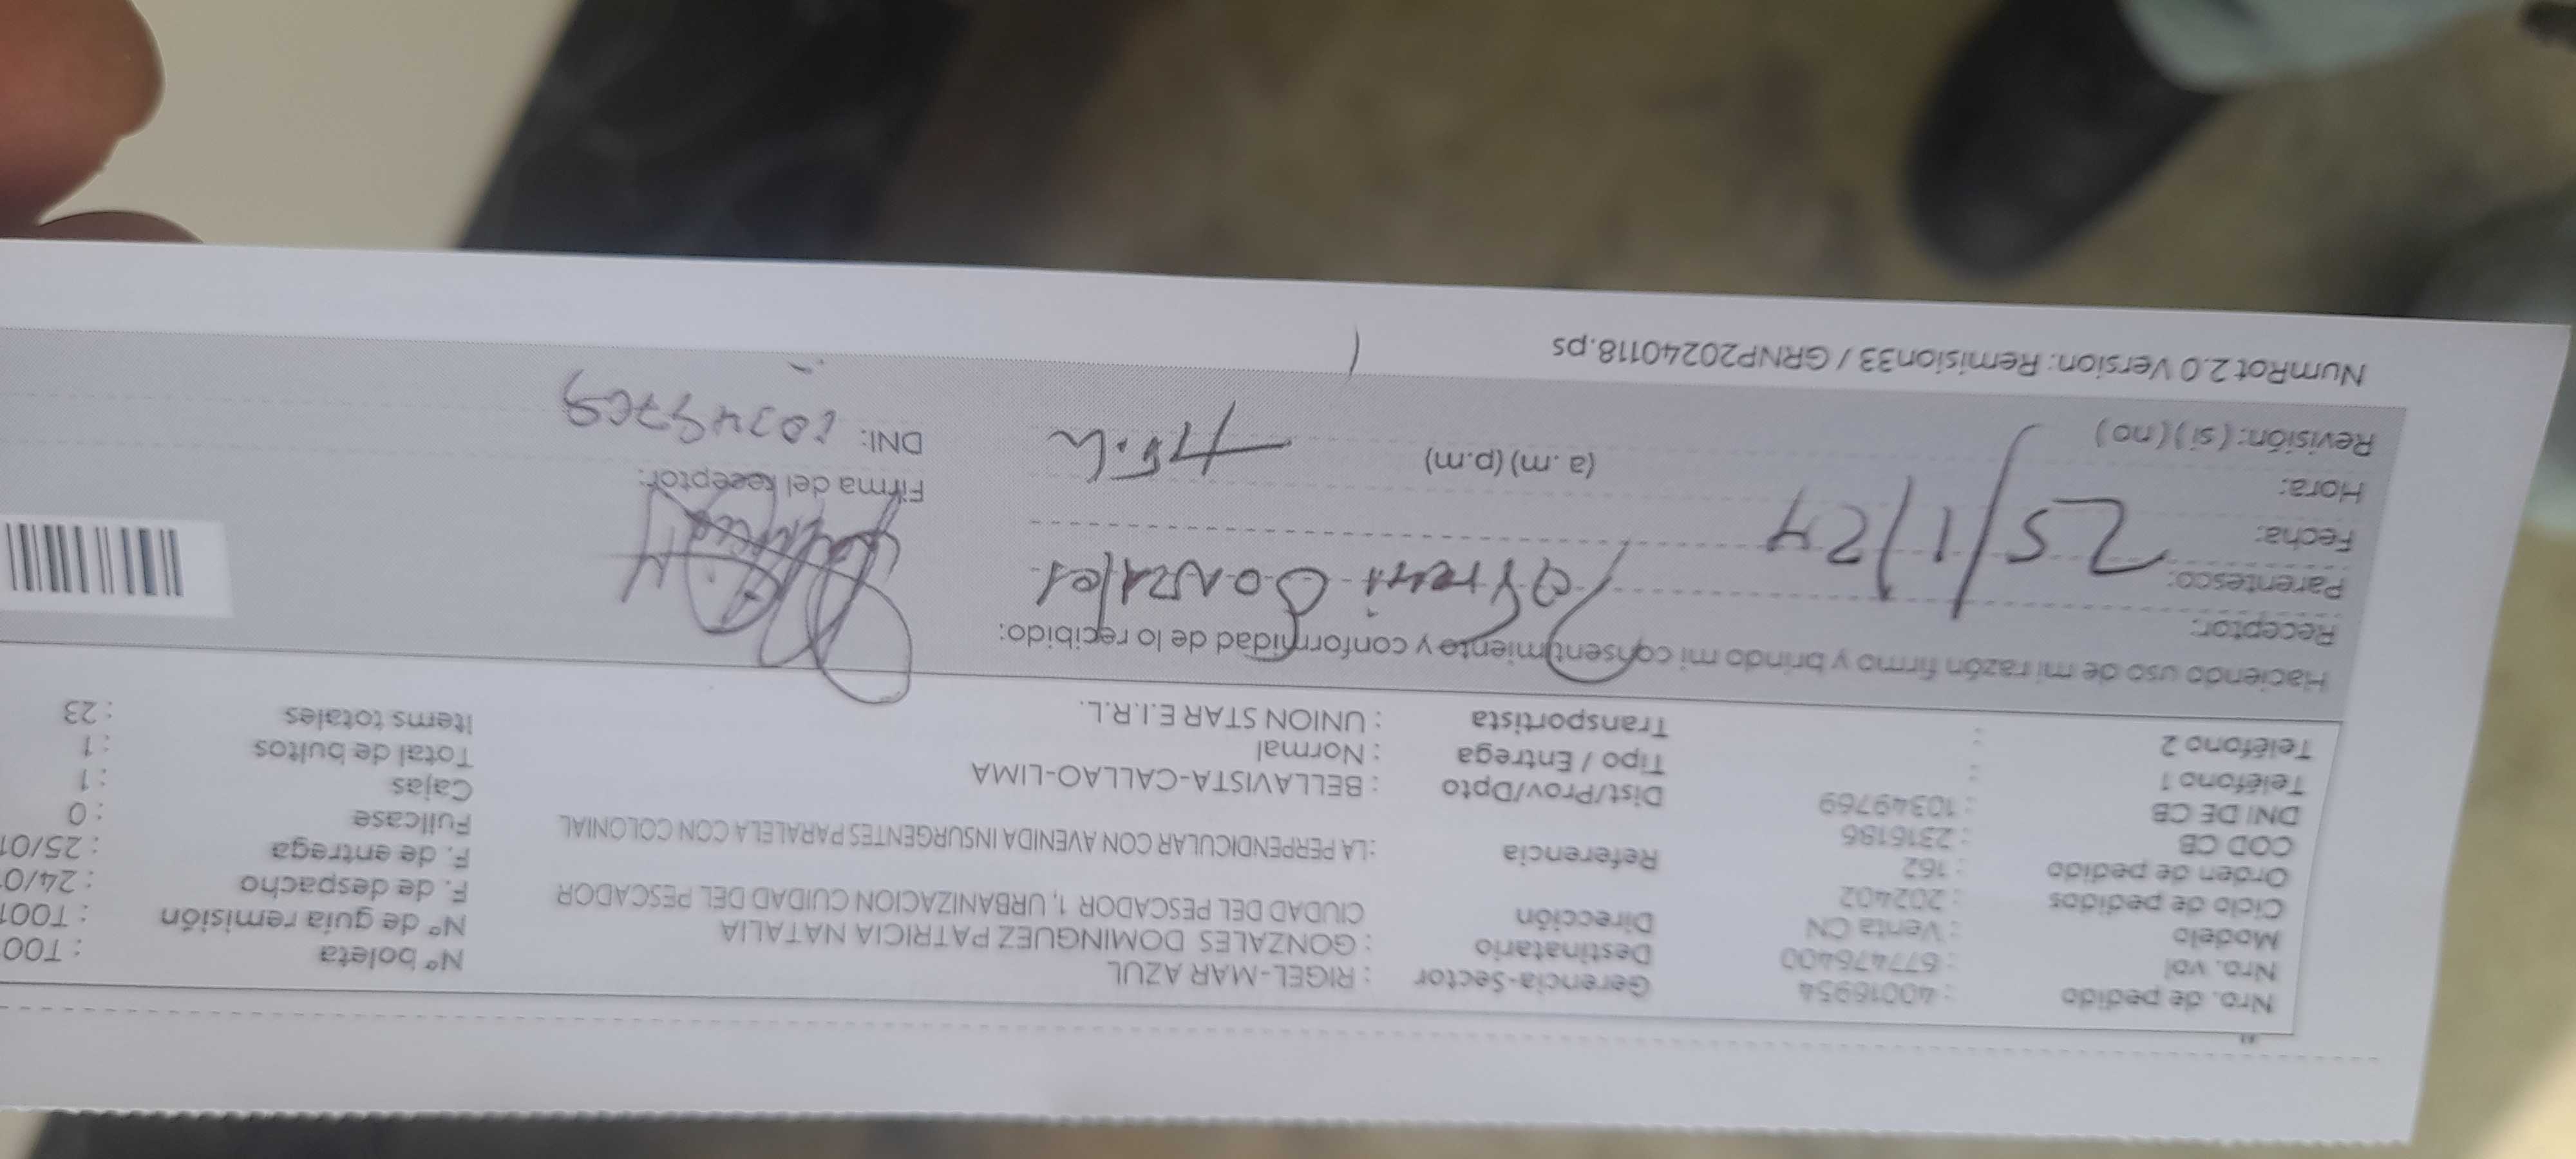 Nro. de pedido : 40016954 Gerencia-Sector : RIGEL-MAR AZUL Nº boleta : T00
Nro. vol : 677476400 Destinatario : GONZALES DOMINGUEZ PATRICIA NATALIA Nº de guía remisión : T001
Modelo : Venta CN Dirección CIUDAD DEL PESCADOR 1, URBANIZACION CUIDAD DEL PESCADOR F. de despacho : 24/0
Ciclo de pedidos : 202402 F. de entrega : 25/01
Orden de pedido : 162 Referencia : LA PERPENDICULAR CON AVENIDA INSURGENTES PARALELA CON COLONIAL Fullcase : 0
COD CB : 2316186 Cajas : 1
DNI DE CB : 10349769 Dist/Prov/Dpto : BELLAVISTA-CALLAO-LIMA Total de bultos : 1
Teléfono 1 : Tipo / Entrega : Normal Items totales : 23
Teléfono 2 : Transportista : UNION STAR E.I.R.L.
Haciendo uso de mi razón firmo y brindo mi consentimiento y conformidad de lo recibido:
Receptor:
Parentesco: Gonzales
Fecha: 25/1/24
Hora: (a.m) (p.m) Firma del receptor:
Revisión: (si) (no) DNI: 10349769
NumRot 2.0 Version: Remision33 / GRNP20240118.ps